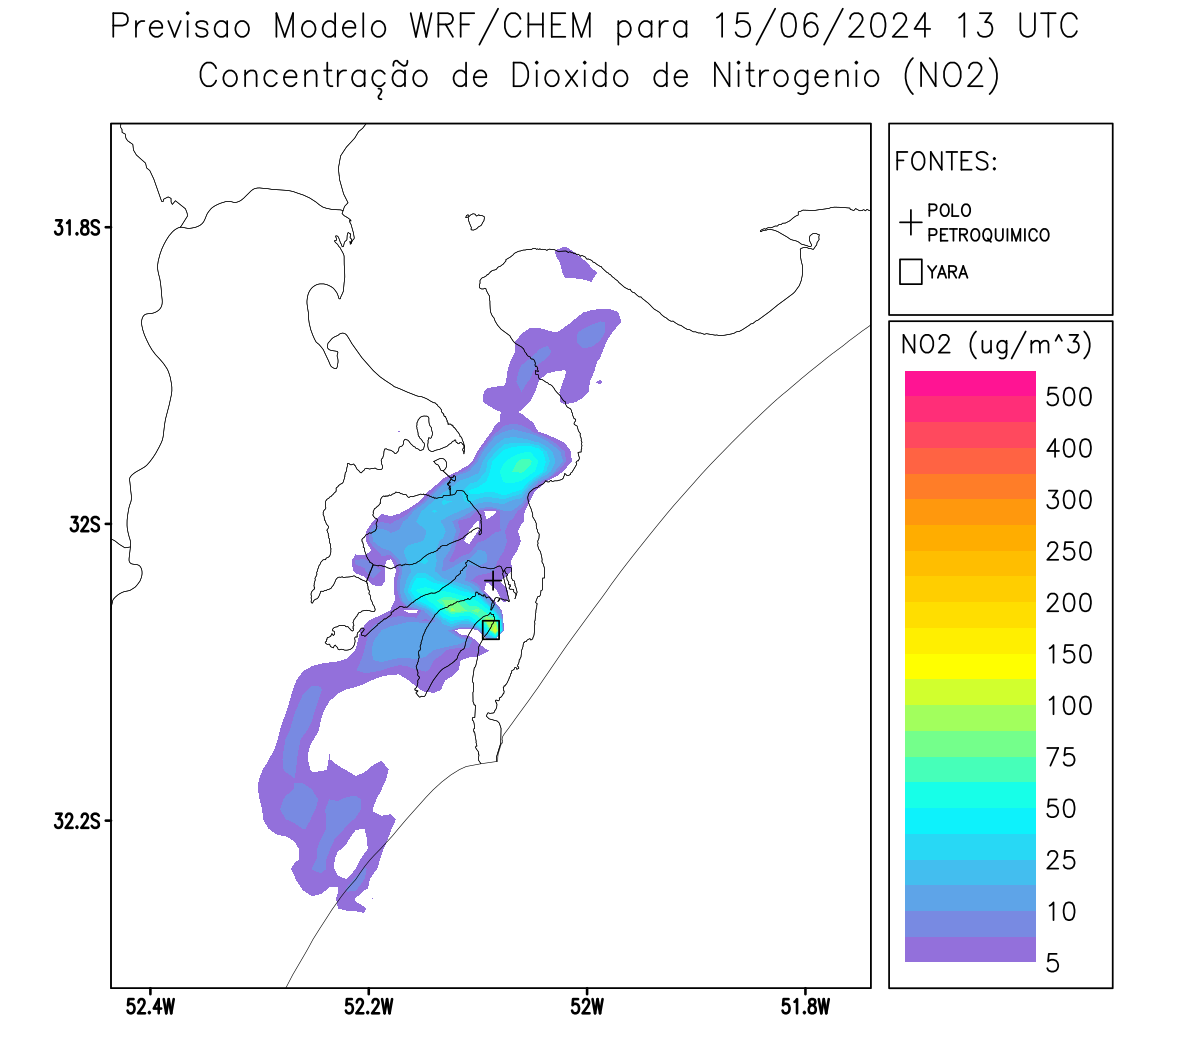 Previsao Modelo WRF/CHEM para 15/06/2024 13 UTC
Concentração de Dioxido de Nitrogenio (NO2)
FONTES:
POLO
PETROQUIMICO
YARA
31.8S
32S
32.2S
52.4W
52.2W
52W
51.8W
NO2 (ug/m^3)
500
400
300
250
200
150
100
75
50
25
10
5